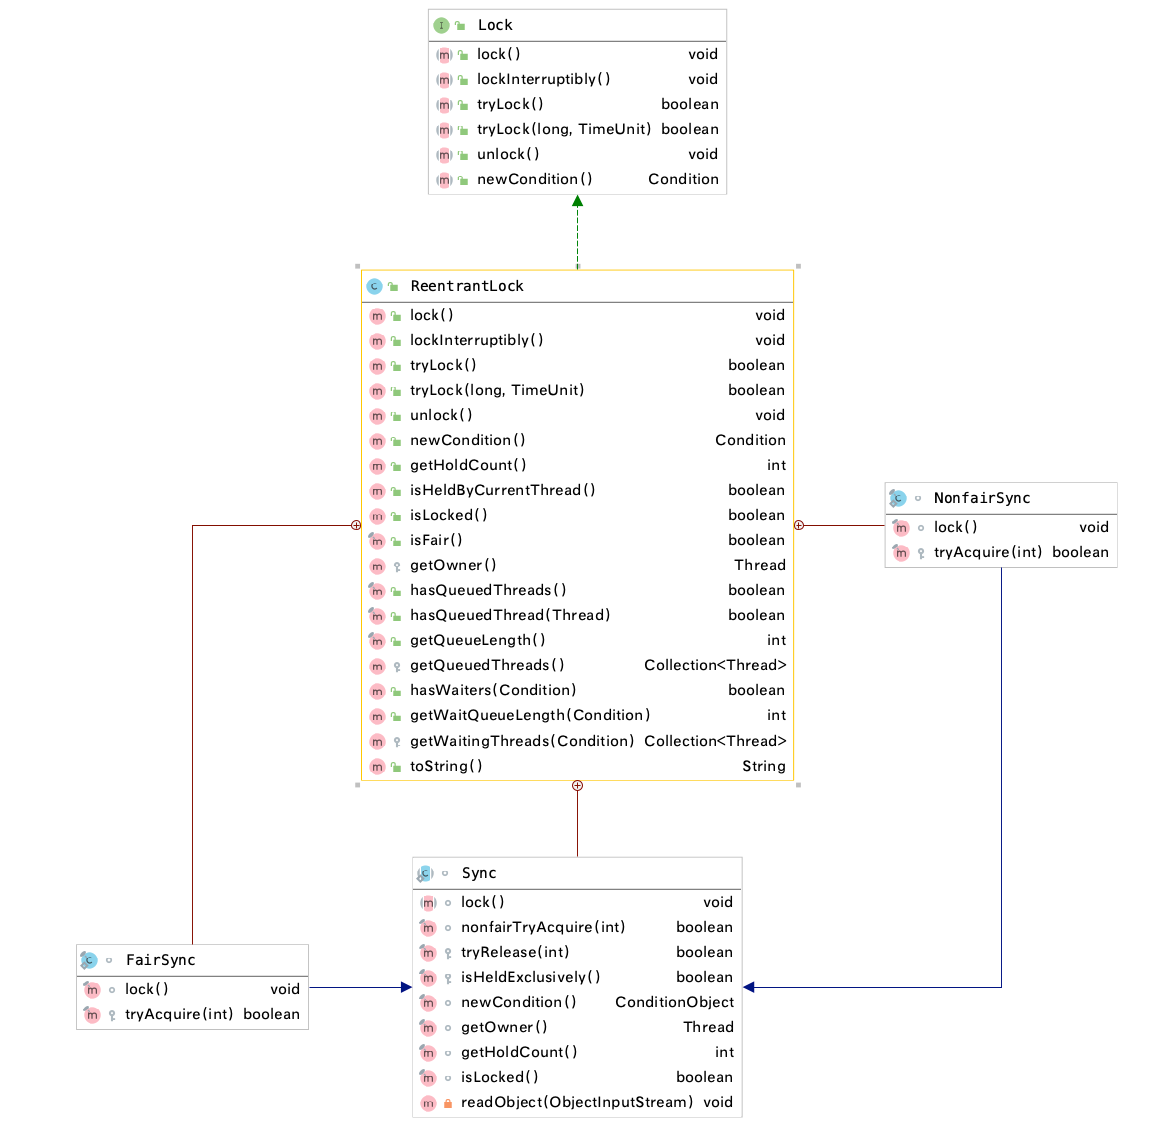 Lock
lock() void
lockInterruptibly() void
tryLock() boolean
tryLock(long, TimeUnit) boolean
unlock() void
newCondition() Condition
ReentrantLock
lock() void
lockInterruptibly() void
tryLock() boolean
tryLock(long, TimeUnit) boolean
unlock() void
newCondition() Condition
getHoldCount() int
isHeldByCurrentThread() boolean
isLocked() boolean
isFair() boolean
getOwner() Thread
hasQueuedThreads() boolean
hasQueuedThread(Thread) boolean
getQueueLength() int
getQueuedThreads() Collection<Thread>
hasWaiters(Condition) boolean
getWaitQueueLength(Condition) int
getWaitingThreads(Condition) Collection<Thread>
toString() String
NonfairSync
lock() void
tryAcquire(int) boolean
Sync
lock() void
nonfairTryAcquire(int) boolean
tryRelease(int) boolean
isHeldExclusively() boolean
newCondition() ConditionObject
getOwner() Thread
getHoldCount() int
isLocked() boolean
readObject(ObjectInputStream) void
FairSync
lock() void
tryAcquire(int) boolean